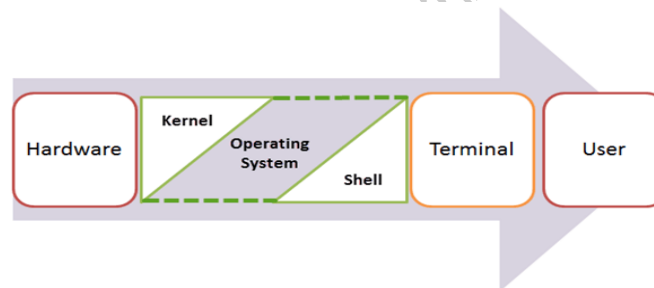 Hardware
Kernel
Operating
System
Shell
Terminal
User